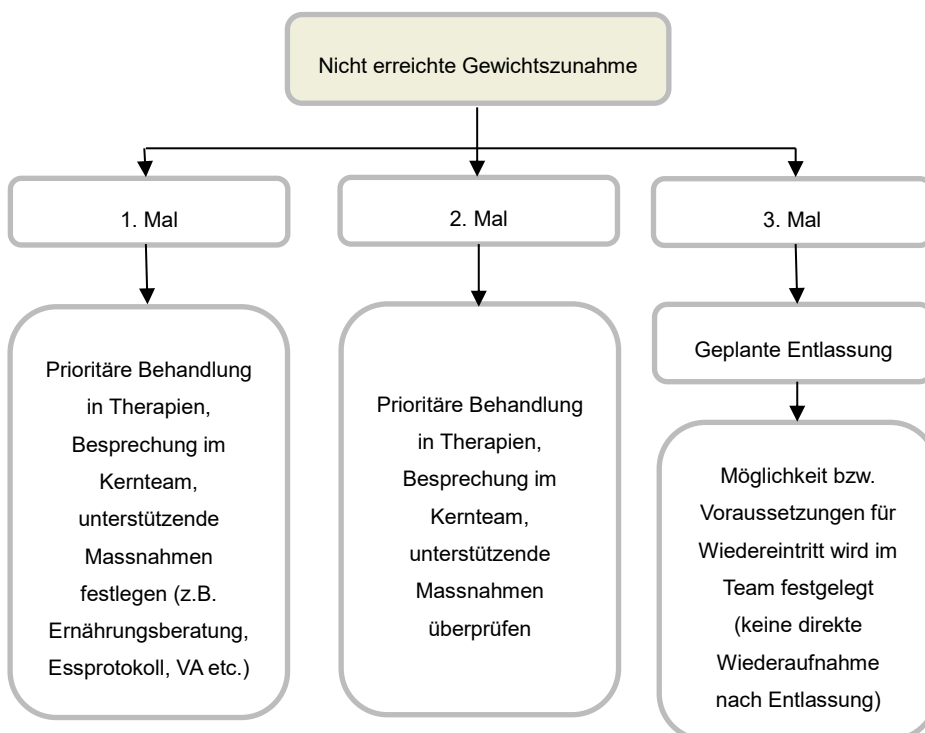 Nicht erreichte Gewichtszunahme
1. Mal
2. Mal
3. Mal
Prioritäre Behandlung
in Therapien,
Besprechung im
Kernteam,
unterstützende
Massnahmen
festlegen (z.B.
Ernährungsberatung,
Essprotokoll, VA etc.)
Prioritäre Behandlung
in Therapien,
Besprechung im
Kernteam,
unterstützende
Massnahmen
überprüfen
Geplante Entlassung
Möglichkeit bzw.
Voraussetzungen für
Wiedereintritt wird im
Team festgelegt
(keine direkte
Wiederaufnahme
nach Entlassung)